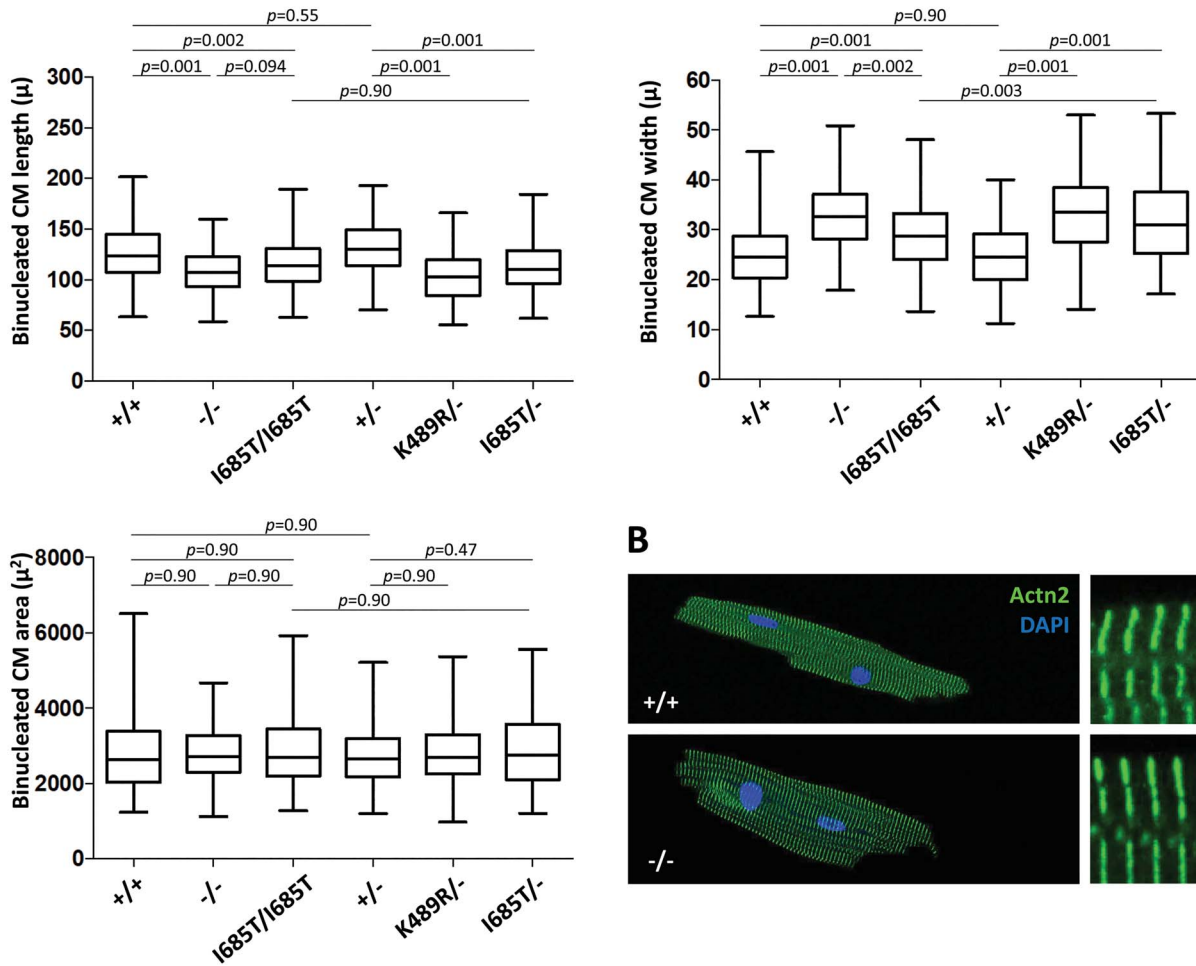 p=0.55
p=0.002 p=0.001
p=0.001 p=0.094 p=0.001
p=0.90
Binucleated CM length (μ)
300
250
200
150
100
50
0
+/+ -/- I685T/I685T +/- K489R/- I685T/-
p=0.90
p=0.001 p=0.001
p=0.001 p=0.002 p=0.001
p=0.003
Binucleated CM width (μ)
60
50
40
30
20
10
0
+/+ -/- I685T/I685T +/- K489R/- I685T/-
p=0.90
p=0.90 p=0.47
p=0.90 p=0.90 p=0.90
p=0.90
Binucleated CM area (μ²)
8000
6000
4000
2000
0
+/+ -/- I685T/I685T +/- K489R/- I685T/-
B
Actn2
DAPI
+/+
-/-